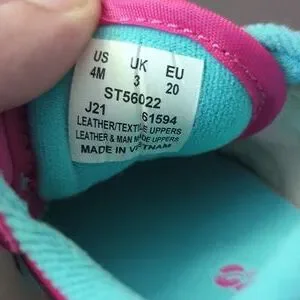 US UK EU
4M 3 20
ST56022
J21 61594
LEATHER/TEXTILE UPPERS
LEATHER & MAN MADE UPPERS
MADE IN VIETNAM